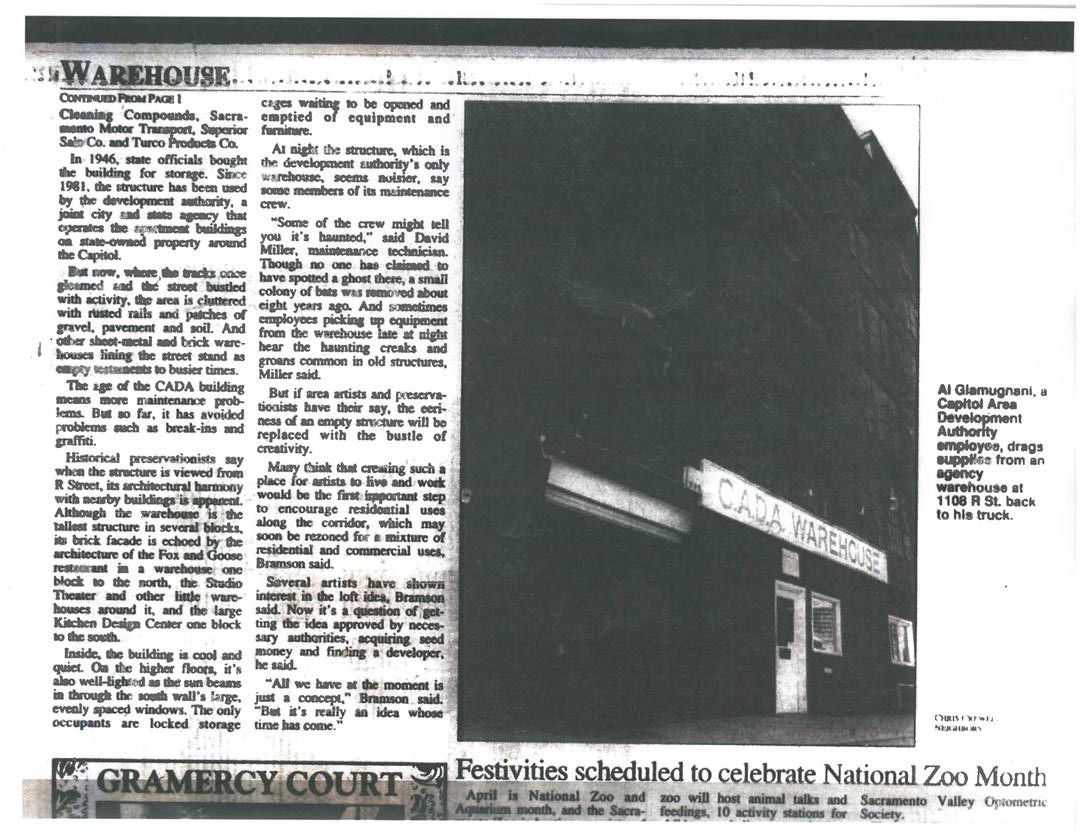 WAREHOUSE
CONTINUED FROM PAGE 1
Cleaning Compounds, Sacra-
mento Motor Transport, Superior
Sale Co. and Turco Products Co.
In 1946, state officials bought
the building for storage. Since
1981, the structure has been used
by the development authority, a
joint city and state agency that
operates the apartment buildings
on state-owned property around
the Capitol.
But now, where the tracks once
gleamed and the street bustled
with activity, the area is cluttered
with rusted rails and patches of
gravel, pavement and soil. And
other sheet-metal and brick ware-
houses lining the street stand as
empty testaments to busier times.
The age of the CADA building
means more maintenance prob-
lems. But so far, it has avoided
problems such as break-ins and
graffiti.
Historical preservationists say
when the structure is viewed from
R Street, its architectural harmony
with nearby buildings is apparent.
Although the warehouse is the
tallest structure in several blocks,
its brick facade is echoed by the
architecture of the Fox and Goose
restaurant in a warehouse one
block to the north, the Studio
Theater and other little ware-
houses around it, and the large
Kitchen Design Center one block
to the south.
Inside, the building is cool and
quiet. On the higher floors, it's
also well-lighted as the sun beams
in through the south wall's large,
evenly spaced windows. The only
occupants are locked storage
cages waiting to be opened and
emptied of equipment and
furniture.
At night the structure, which is
the development authority's only
warehouse, seems noisier, say
some members of its maintenance
crew.
"Some of the crew might tell
you it's haunted," said David
Miller, maintenance technician.
Though no one has claimed to
have spotted a ghost there, a small
colony of bats was removed about
eight years ago. And sometimes
employees picking up equipment
from the warehouse late at night
hear the haunting creaks and
groans common in old structures,
Miller said.
But if area artists and preserva-
tionists have their say, the eeri-
ness of an empty structure will be
replaced with the bustle of
creativity.
Many think that creating such a
place for artists to live and work
would be the first important step
to encourage residential uses
along the corridor, which may
soon be rezoned for a mixture of
residential and commercial uses,
Bramson said.
Several artists have shown
interest in the loft idea, Bramson
said. Now it's a question of get-
ting the idea approved by neces-
sary authorities, acquiring seed
money and finding a developer,
he said.
"All we have at the moment is
just a concept," Bramson said.
"But it's really an idea whose
time has come."
C.A.D.A. WAREHOUSE
Al Giamugnani, a
Capitol Area
Development
Authority
employee, drags
supplies from an
agency
warehouse at
1108 R St. back
to his truck.
CHRIS
NEIGHBORS
GRAMERCY COURT
Festivities scheduled to celebrate National Zoo Month
April is National Zoo and
Aquarium month, and the Sacra-
zoo will host animal talks and
feedings, 10 activity stations for
Sacramento Valley Optometric
Society.